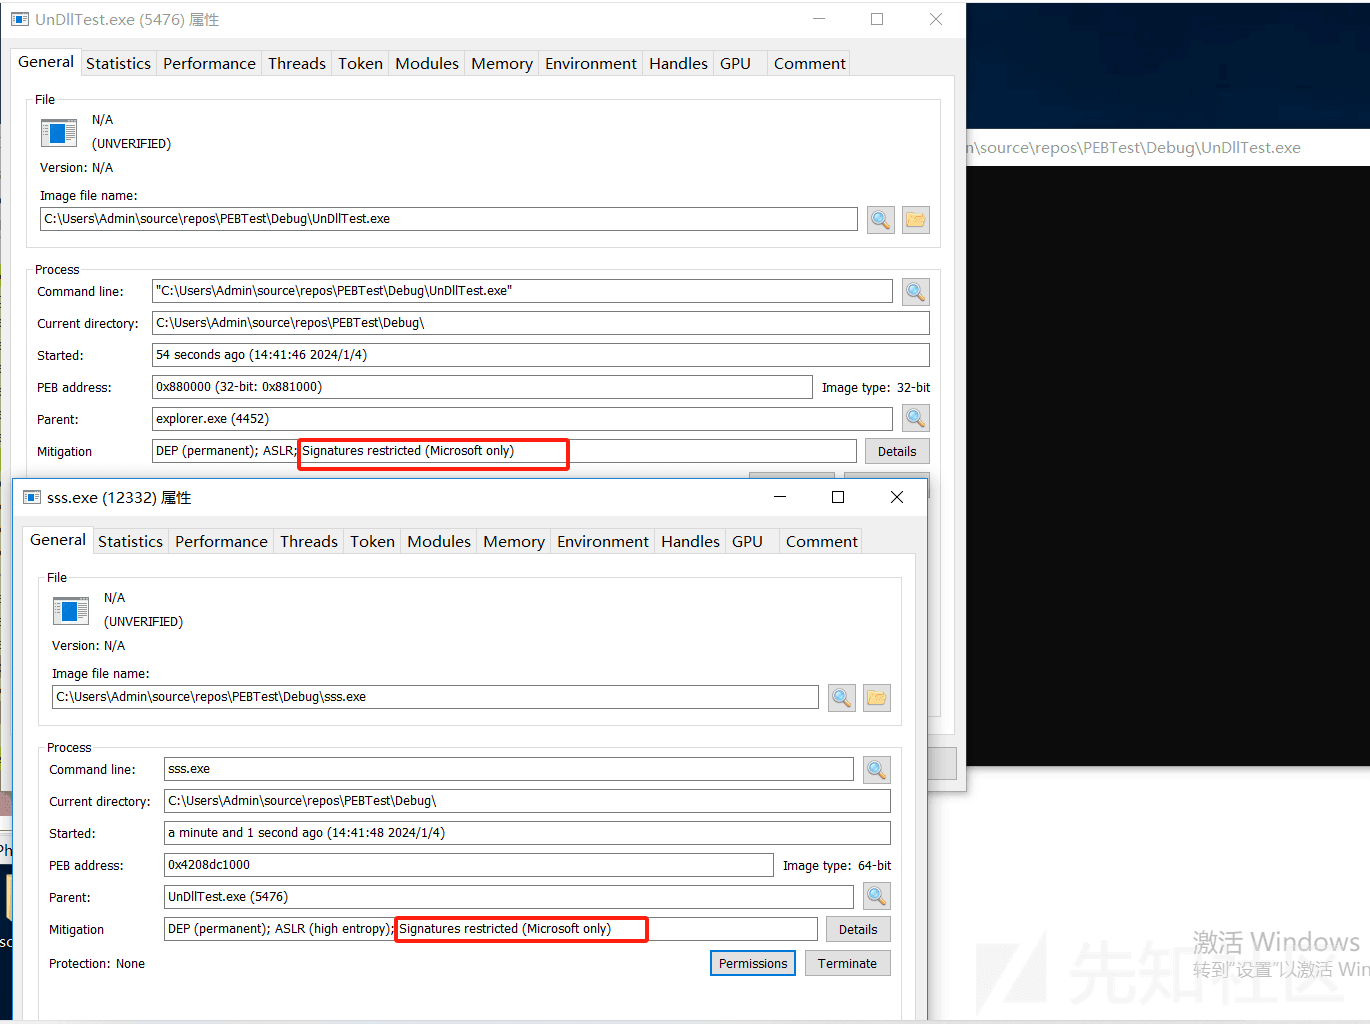 UnDllTest.exe (5476) 属性
General Statistics Performance Threads Token Modules Memory Environment Handles GPU Comment
File
N/A
(UNVERIFIED)
Version: N/A
Image file name:
C:\Users\Admin\source\repos\PEBTest\Debug\UnDllTest.exe
Process
Command line: "C:\Users\Admin\source\repos\PEBTest\Debug\UnDllTest.exe"
Current directory: C:\Users\Admin\source\repos\PEBTest\Debug\
Started: 54 seconds ago (14:41:46 2024/1/4)
PEB address: 0x880000 (32-bit: 0x881000) Image type: 32-bit
Parent: explorer.exe (4452)
Mitigation DEP (permanent); ASLR; Signatures restricted (Microsoft only) Details
n\source\repos\PEBTest\Debug\UnDllTest.exe
sss.exe (12332) 属性
General Statistics Performance Threads Token Modules Memory Environment Handles GPU Comment
File
N/A
(UNVERIFIED)
Version: N/A
Image file name:
C:\Users\Admin\source\repos\PEBTest\Debug\sss.exe
Process
Command line: sss.exe
Current directory: C:\Users\Admin\source\repos\PEBTest\Debug\
Started: a minute and 1 second ago (14:41:48 2024/1/4)
PEB address: 0x4208dc1000 Image type: 64-bit
Parent: UnDllTest.exe (5476)
Mitigation DEP (permanent); ASLR (high entropy); Signatures restricted (Microsoft only) Details
Protection: None Permissions Terminate
Ph
sc
激活 Windows
转到"设置"以激活 Win
先知社区